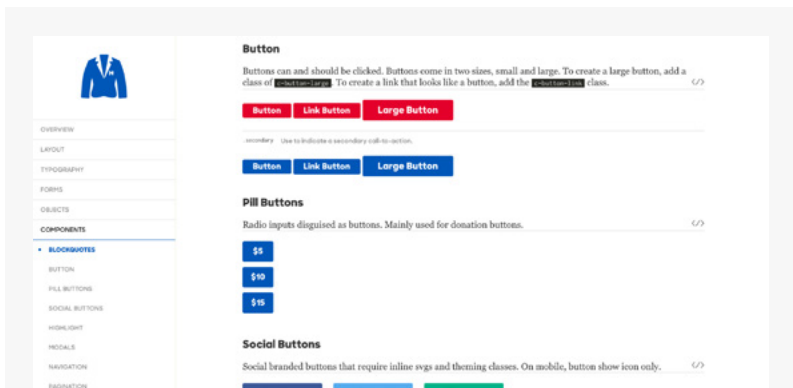 OVERVIEW
LAYOUT
TYPOGRAPHY
FORMS
OBJECTS
COMPONENTS
BLOCKQUOTES
BUTTON
PILL BUTTONS
SOCIAL BUTTONS
HIGHLIGHT
MODALS
NAVIGATION
PAGINATION
Button
Buttons can and should be clicked. Buttons come in two sizes, small and large. To create a large button, add a
class of c-button-large. To create a link that looks like a button, add the c-button-link class.
</>
Button Link Button Large Button
secondary Use to indicate a secondary call-to-action.
Button Link Button Large Button
Pill Buttons
Radio inputs disguised as buttons. Mainly used for donation buttons.
</>
$5
$10
$15
Social Buttons
Social branded buttons that require inline svgs and theming classes. On mobile, button show icon only.
</>